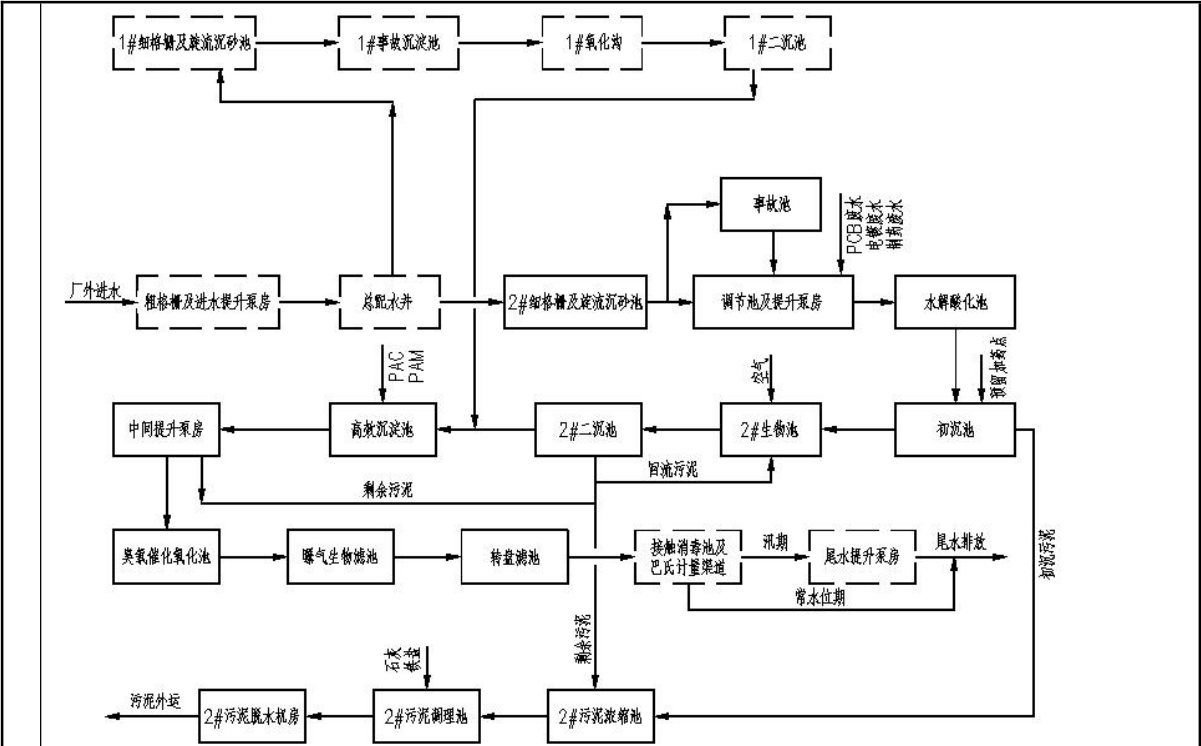 1#细格栅及旋流沉砂池
1#事故沉淀池
1#氧化沟
1#二沉池
事故池
PCB废水
电镀废水
制药废水
厂外进水
粗格栅及进水提升泵房
总配水井
2#细格栅及旋流沉砂池
调节池及提升泵房
水解酸化池
PAC
PAM
空气
预留加药点
中间提升泵房
高效沉淀池
2#二沉池
2#生物池
初沉池
回流污泥
剩余污泥
臭氧催化氧化池
曝气生物滤池
转盘滤池
接触消毒池及
巴氏计量渠道
汛期
尾水提升泵房
尾水排放
初沉污泥
常水位期
剩余污泥
石灰
铁盐
污泥外运
2#污泥脱水机房
2#污泥调理池
2#污泥浓缩池